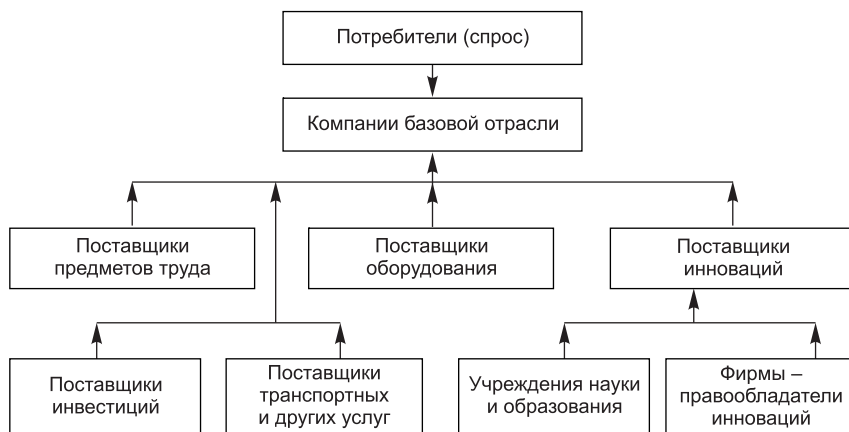 Потребители (спрос)
Компании базовой отрасли
Поставщики
предметов труда
Поставщики
оборудования
Поставщики
инноваций
Поставщики
инвестиций
Поставщики
транспортных
и других услуг
Учреждения науки
и образования
Фирмы –
правообладатели
инноваций